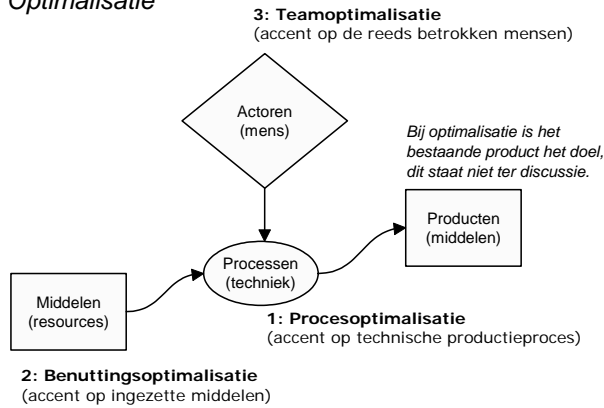 Optimalisatie
3: Teamoptimalisatie
(accent op de reeds betrokken mensen)
Actoren
(mens)
Bij optimalisatie is het
bestaande product het doel,
dit staat niet ter discussie.
Producten
(middelen)
Processen
(techniek)
Middelen
(resources)
1: Procesoptimalisatie
(accent op technische productieproces)
2: Benuttingsoptimalisatie
(accent op ingezette middelen)